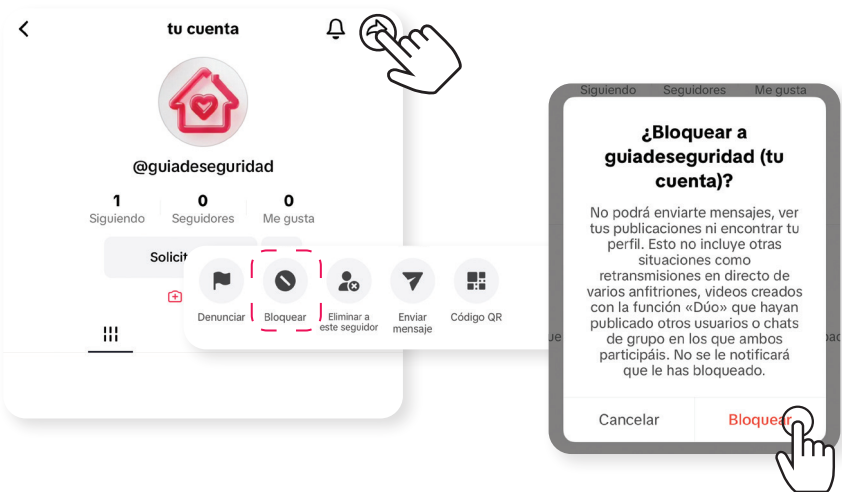 tu cuenta
@guiadeseguridad
1 0 0
Siguiendo Seguidores Me gusta
Solicit
Denunciar Bloquear Eliminar a este seguidor Enviar mensaje Código QR
Siguiendo Seguidores Me gusta
¿Bloquear a
guiadeseguridad (tu
cuenta)?
No podrá enviarte mensajes, ver
tus publicaciones ni encontrar tu
perfil. Esto no incluye otras
situaciones como
retransmisiones en directo de
varios anfitriones, videos creados
con la función «Dúo» que hayan
publicado otros usuarios o chats
de grupo en los que ambos
participáis. No se le notificará
que le has bloqueado.
Cancelar Bloquear